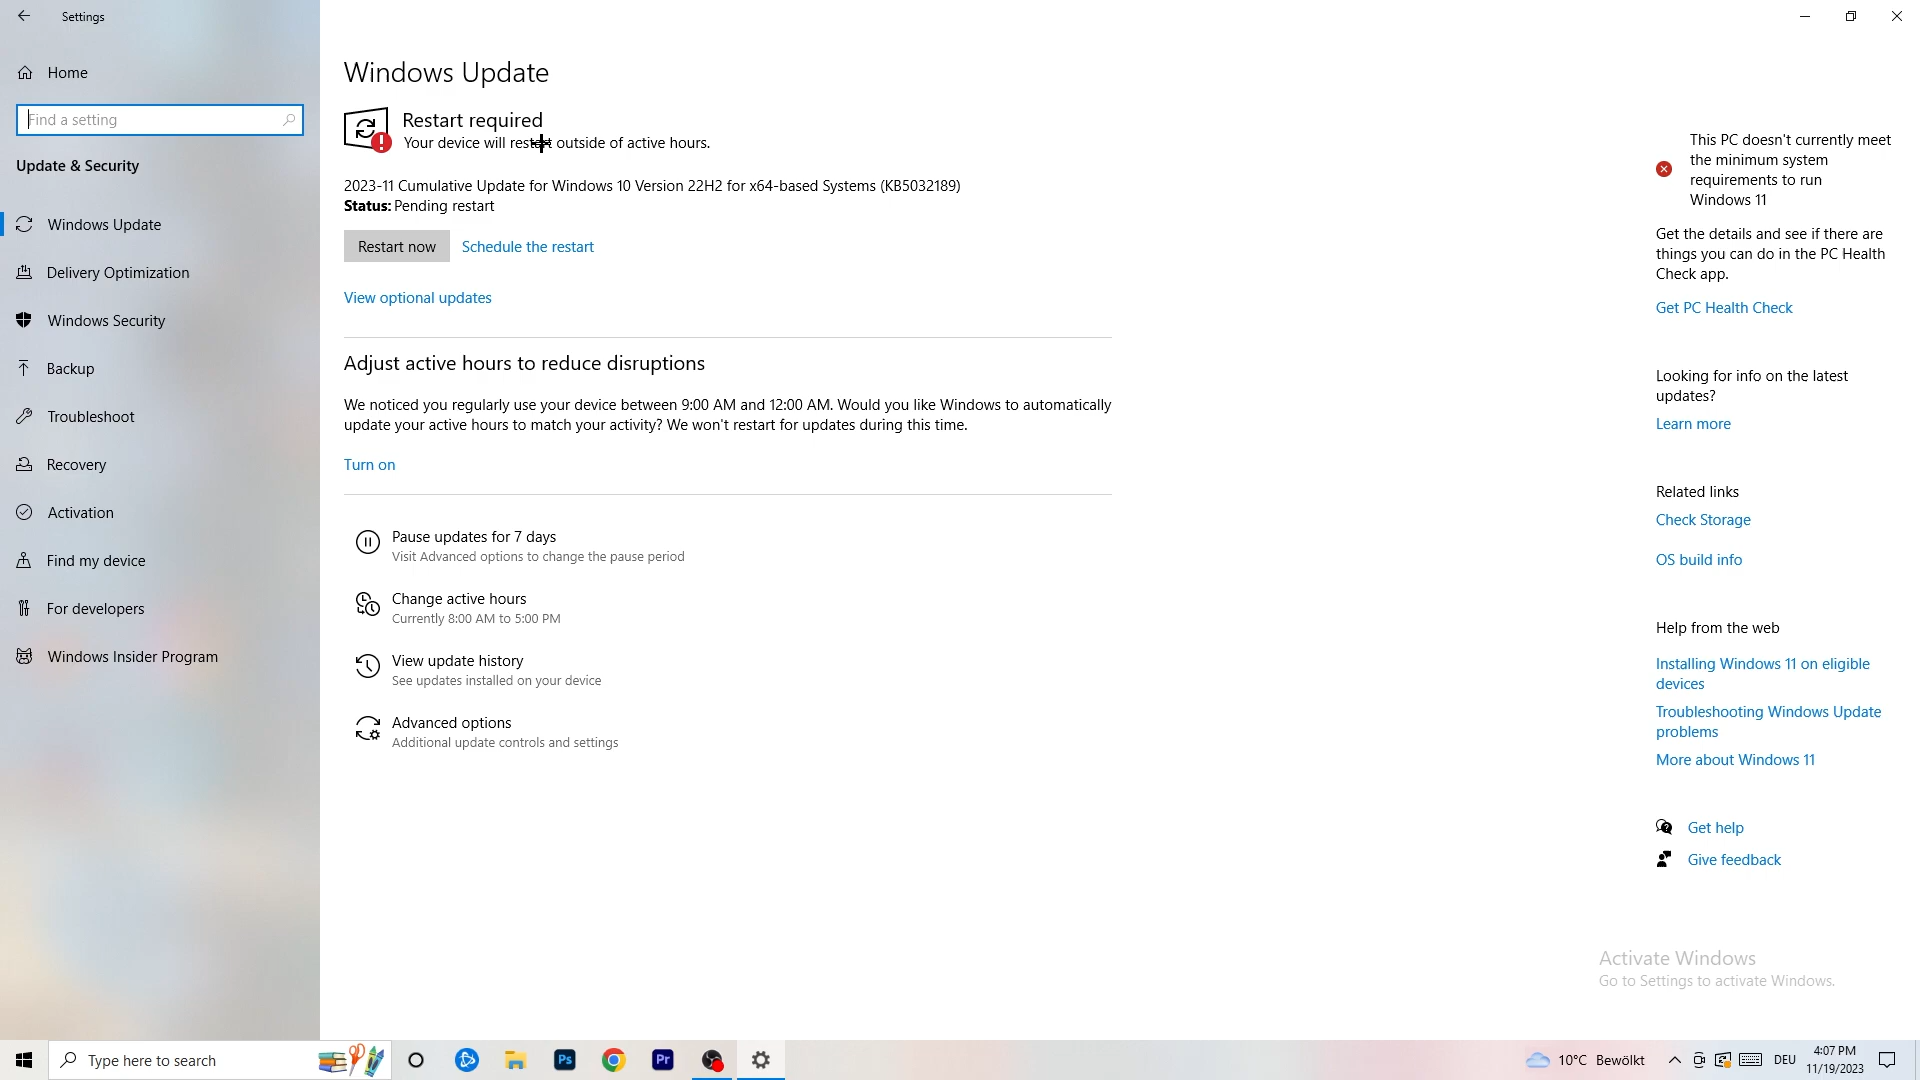 Settings
Home
Find a setting
Update & Security
Windows Update
Delivery Optimization
Windows Security
Backup
Troubleshoot
Recovery
Activation
Find my device
For developers
Windows Insider Program
Windows Update
Restart required
Your device will restart outside of active hours.
2023-11 Cumulative Update for Windows 10 Version 22H2 for x64-based Systems (KB5032189)
Status: Pending restart
Restart now
Schedule the restart
View optional updates
Adjust active hours to reduce disruptions
We noticed you regularly use your device between 9:00 AM and 12:00 AM. Would you like Windows to automatically
update your active hours to match your activity? We won't restart for updates during this time.
Turn on
Pause updates for 7 days
Visit Advanced options to change the pause period
Change active hours
Currently 8:00 AM to 5:00 PM
View update history
See updates installed on your device
Advanced options
Additional update controls and settings
This PC doesn't currently meet
the minimum system
requirements to run
Windows 11
Get the details and see if there are
things you can do in the PC Health
Check app.
Get PC Health Check
Looking for info on the latest
updates?
Learn more
Related links
Check Storage
OS build info
Help from the web
Installing Windows 11 on eligible
devices
Troubleshooting Windows Update
problems
More about Windows 11
Get help
Give feedback
Activate Windows
Go to Settings to activate Windows.
Type here to search
Ps
Pr
10°C Bewölkt
DEU
4:07 PM
11/19/2023